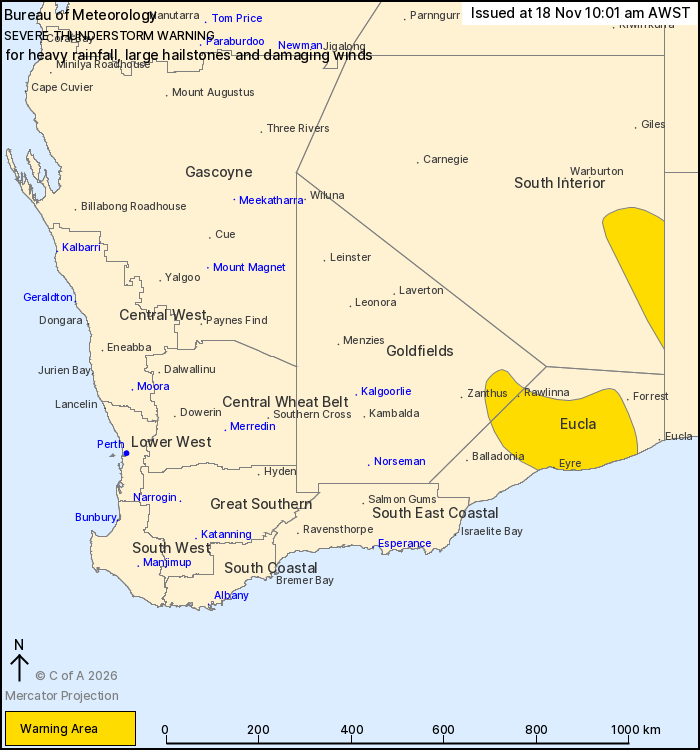 Bureau of Meteorology
SEVERE THUNDERSTORM WARNING
for heavy rainfall, large hailstones and damaging winds
Issued at 18 Nov 10:01 am AWST
Nanutarra
Tom Price
Parnngurr
Kiwirrkurra
Coral Bay
Paraburdoo
Newman
Jigalong
Minilya Roadhouse
Cape Cuvier
Mount Augustus
Three Rivers
Giles
Carnegie
Gascoyne
Warburton
South Interior
Wiluna
Meekatharra
Billabong Roadhouse
Cue
Kalbarri
Leinster
Mount Magnet
Yalgoo
Laverton
Geraldton
Leonora
Central West
Dongara
Paynes Find
Menzies
Eneabba
Goldfields
Jurien Bay
Dalwallinu
Moora
Kalgoorlie
Zanthus
Rawlinna
Forrest
Central Wheat Belt
Lancelin
Dowerin
Southern Cross
Kambalda
Eucla
Merredin
Eucla
Perth
Lower West
Balladonia
Norseman
Eyre
Hyden
Narrogin
Salmon Gums
Great Southern
South East Coastal
Bunbury
Ravensthorpe
Israelite Bay
Katanning
South West
Esperance
Manjimup
South Coastal
Bremer Bay
Albany
N
© C of A 2026
Mercator Projection
Warning Area
0 200 400 600 800 1000 km